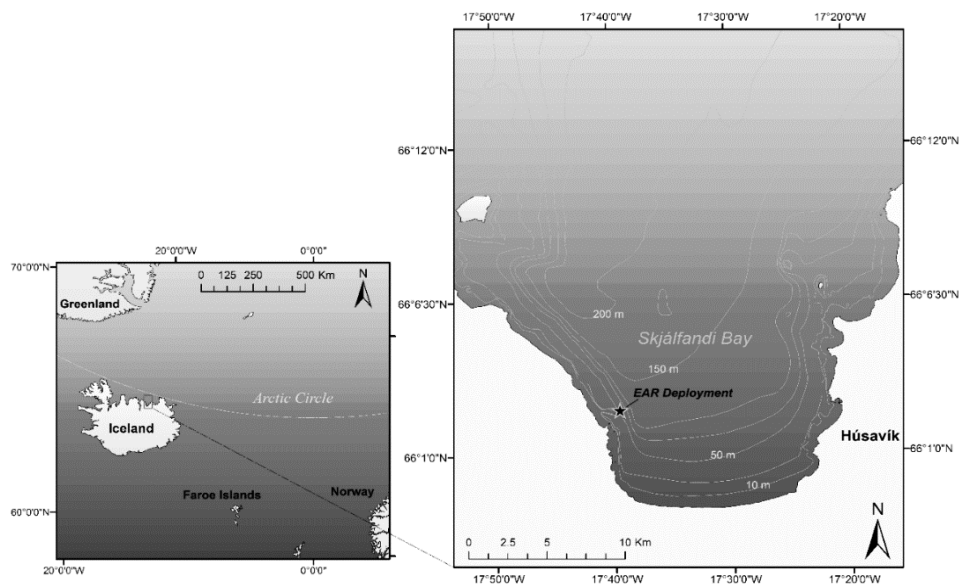 20°0'0"W 0°0'0"
70°0'0"N
0 125 250 500 Km
N
Greenland
Arctic Circle
Iceland
Faroe Islands
Norway
60°0'0"N
20°0'0"W 0°0'0"
17°50'0"W 17°40'0"W 17°30'0"W 17°20'0"W
66°12'0"N 66°12'0"N
66°6'30"N 66°6'30"N
200 m
Skjálfandi Bay
150 m
EAR Deployment
Húsavík
66°1'0"N 66°1'0"N
50 m
10 m
N
0 2.5 5 10 Km
17°50'0"W 17°40'0"W 17°30'0"W 17°20'0"W